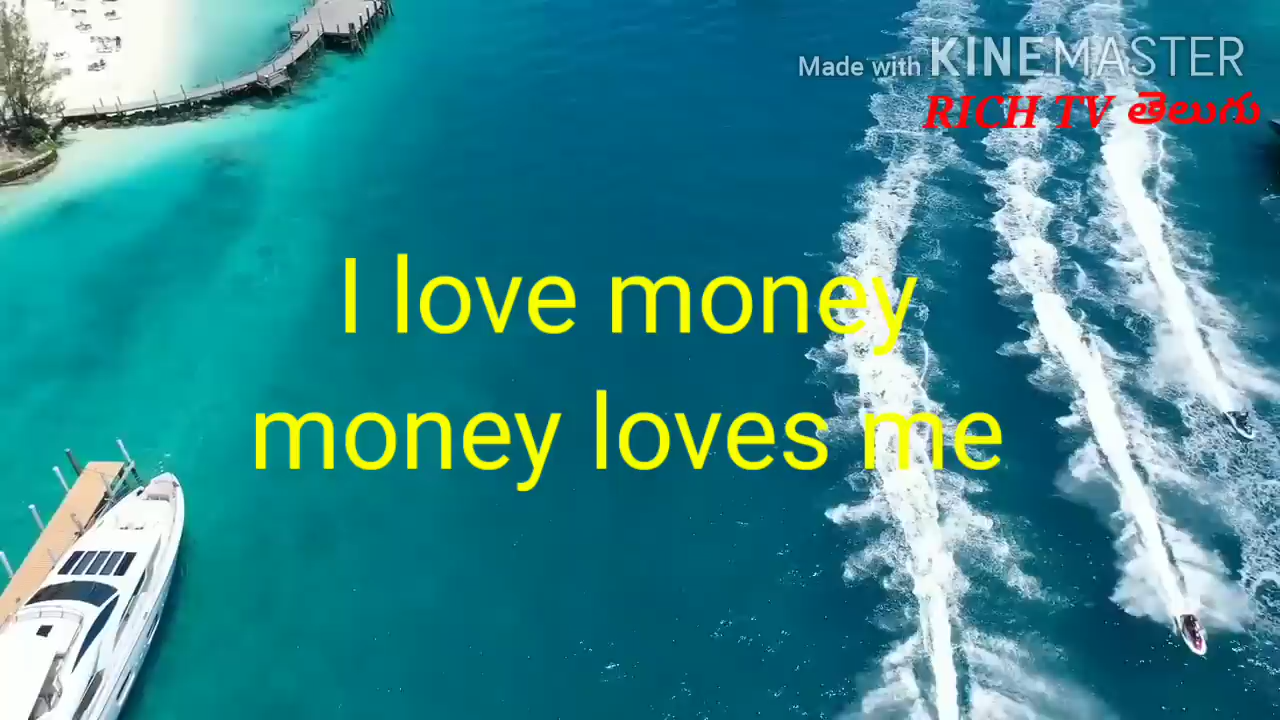 Made with KINEMASTER
RICH TV తెలుగు
I love money
money loves me